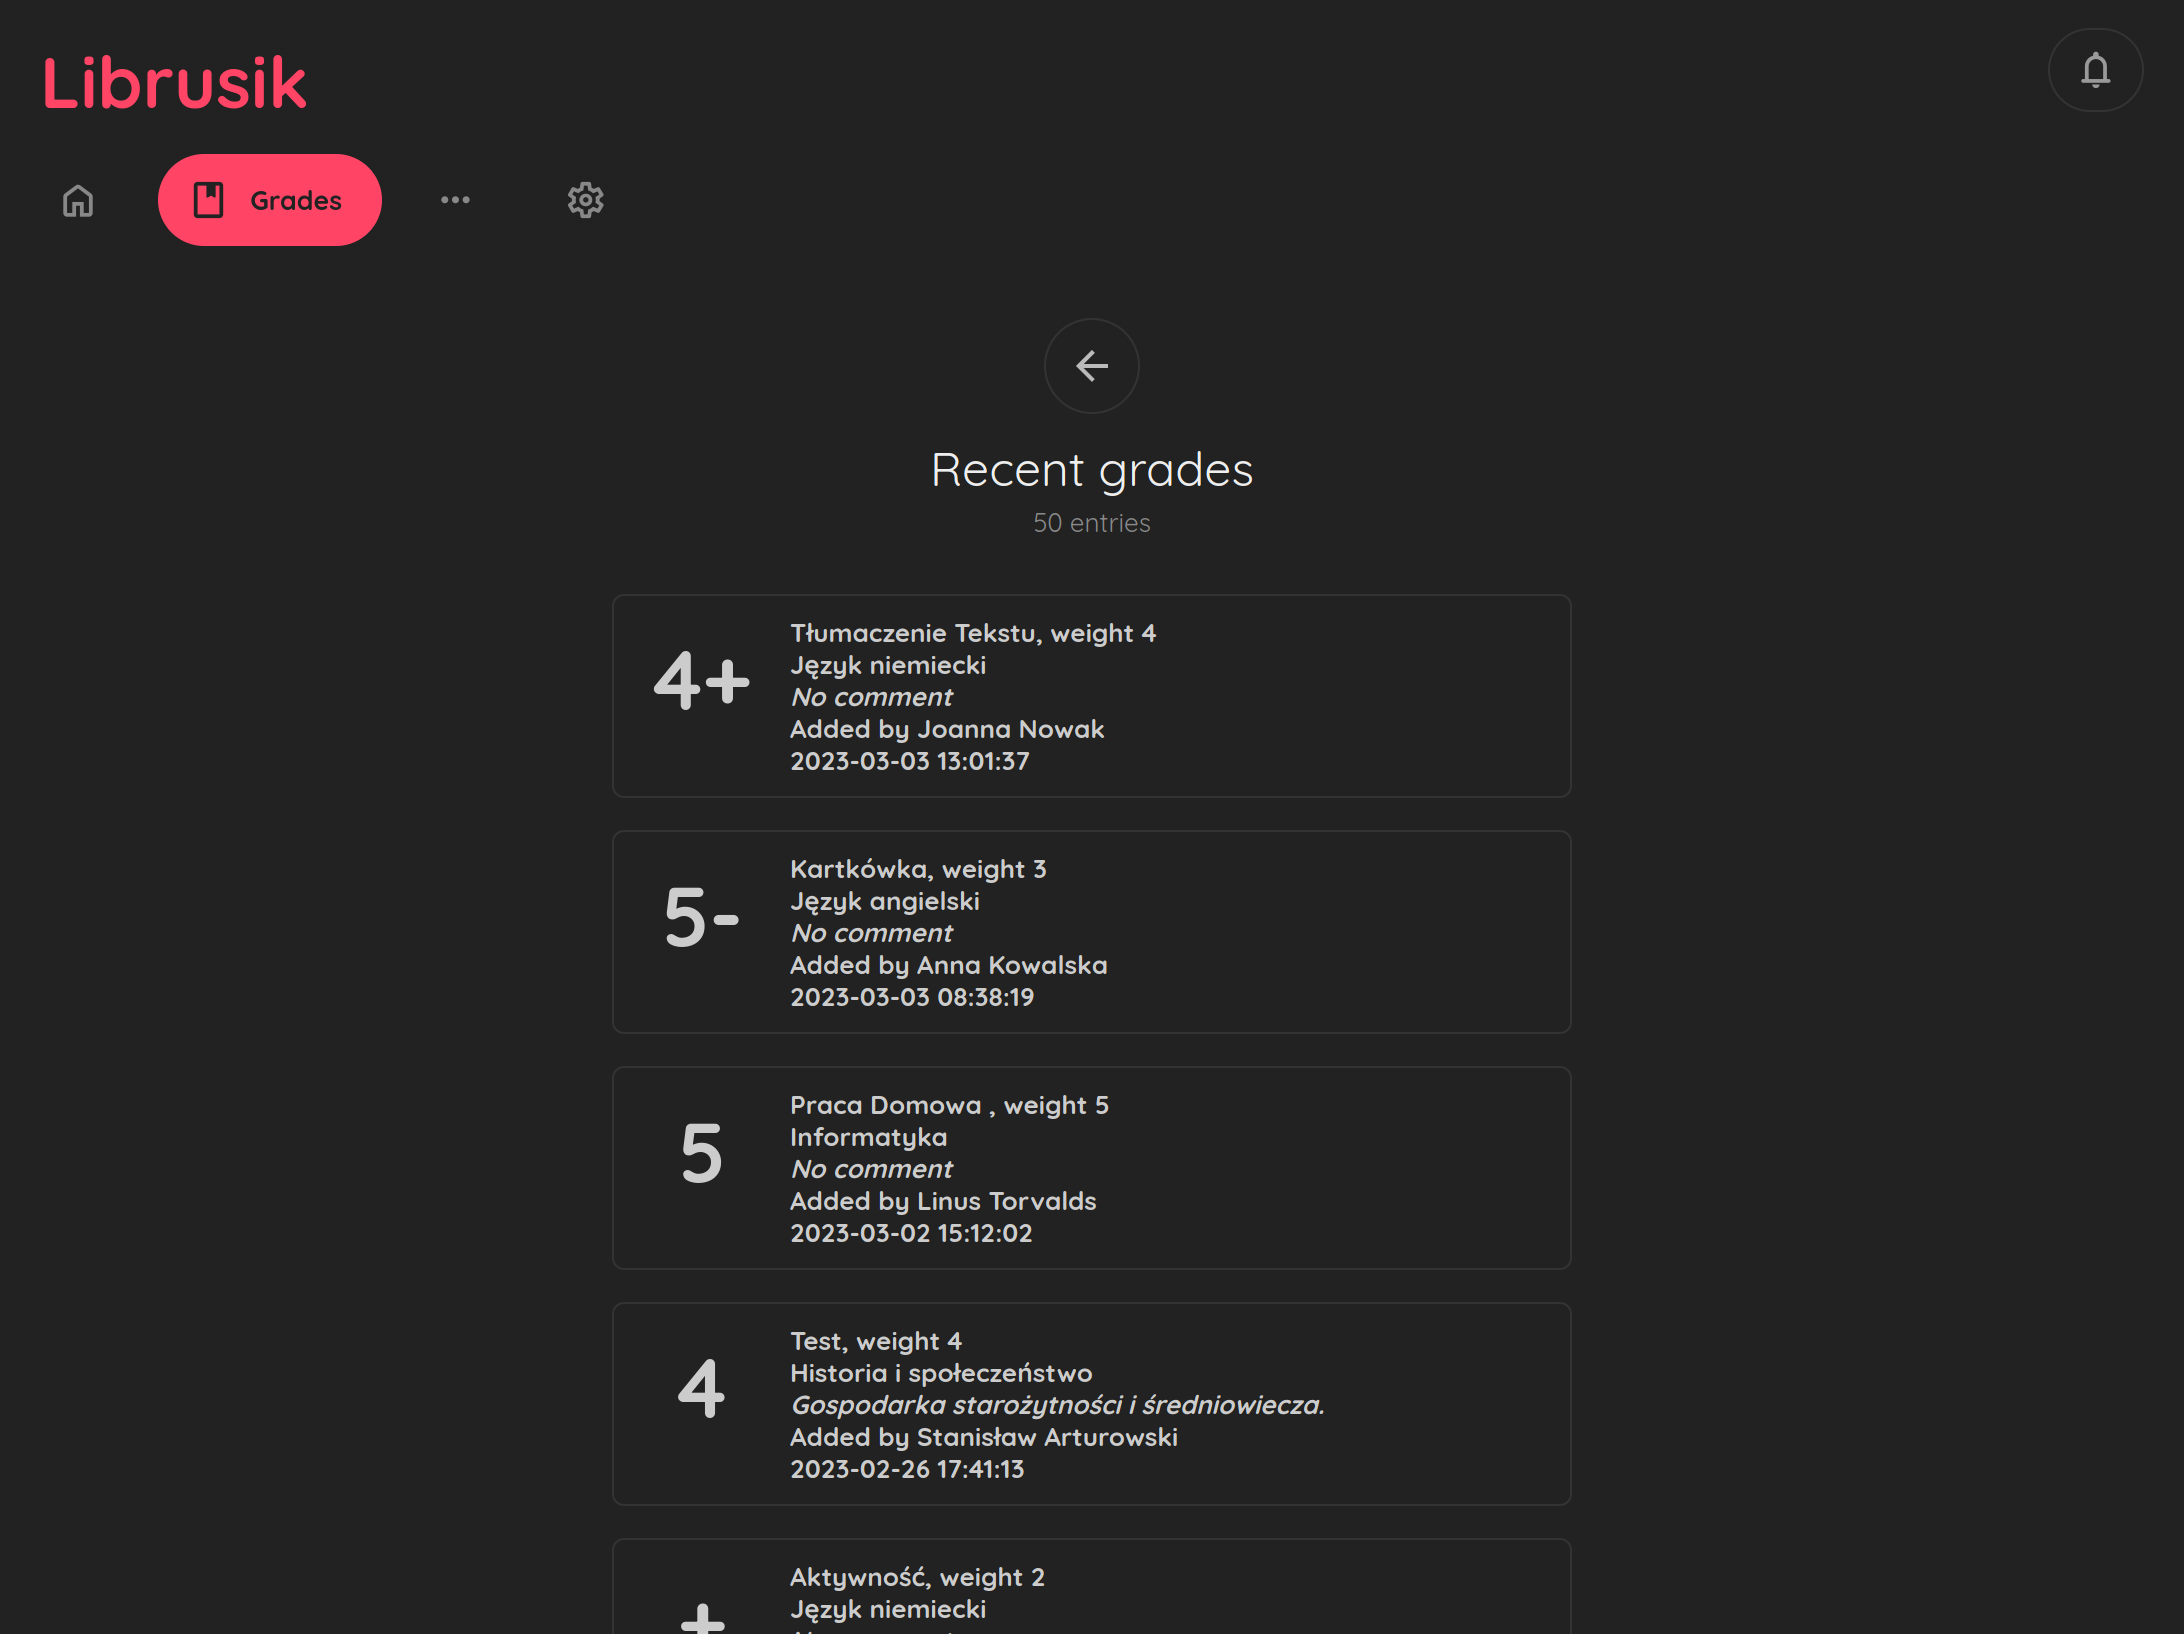 Librusik
Grades
Recent grades
50 entries
4+
Tłumaczenie Tekstu, weight 4
Język niemiecki
No comment
Added by Joanna Nowak
2023-03-03 13:01:37
5-
Kartkówka, weight 3
Język angielski
No comment
Added by Anna Kowalska
2023-03-03 08:38:19
5
Praca Domowa , weight 5
Informatyka
No comment
Added by Linus Torvalds
2023-03-02 15:12:02
4
Test, weight 4
Historia i społeczeństwo
Gospodarka starożytności i średniowiecza.
Added by Stanisław Arturowski
2023-02-26 17:41:13
+
Aktywność, weight 2
Język niemiecki